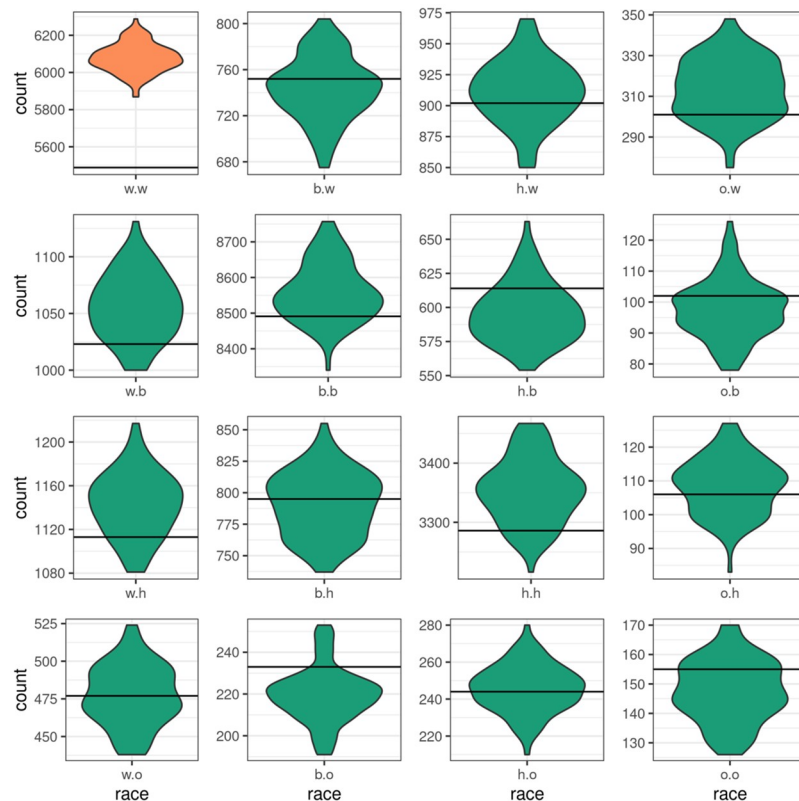 count
6200
6000
5800
5600
w.w
800
760
720
680
b.w
975
950
925
900
875
850
h.w
350
330
310
290
o.w
count
1100
1050
1000
w.b
8700
8600
8500
8400
b.b
650
625
600
575
550
h.b
120
110
100
90
80
o.b
count
1200
1160
1120
1080
w.h
850
825
800
775
750
b.h
3400
3300
h.h
120
110
100
90
o.h
count
525
500
475
450
w.o
race
240
220
200
b.o
race
280
260
240
220
h.o
race
170
160
150
140
130
o.o
race